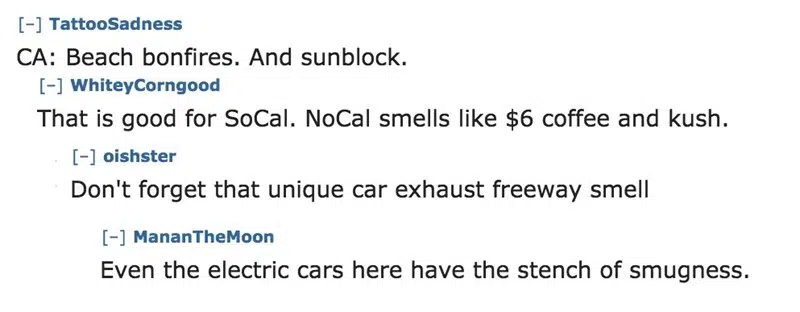 [-] TattooSadness
CA: Beach bonfires. And sunblock.
[-] WhiteyCorngood
That is good for SoCal. NoCal smells like $6 coffee and kush.
[-] oishster
Don't forget that unique car exhaust freeway smell
[-] MananTheMoon
Even the electric cars here have the stench of smugness.